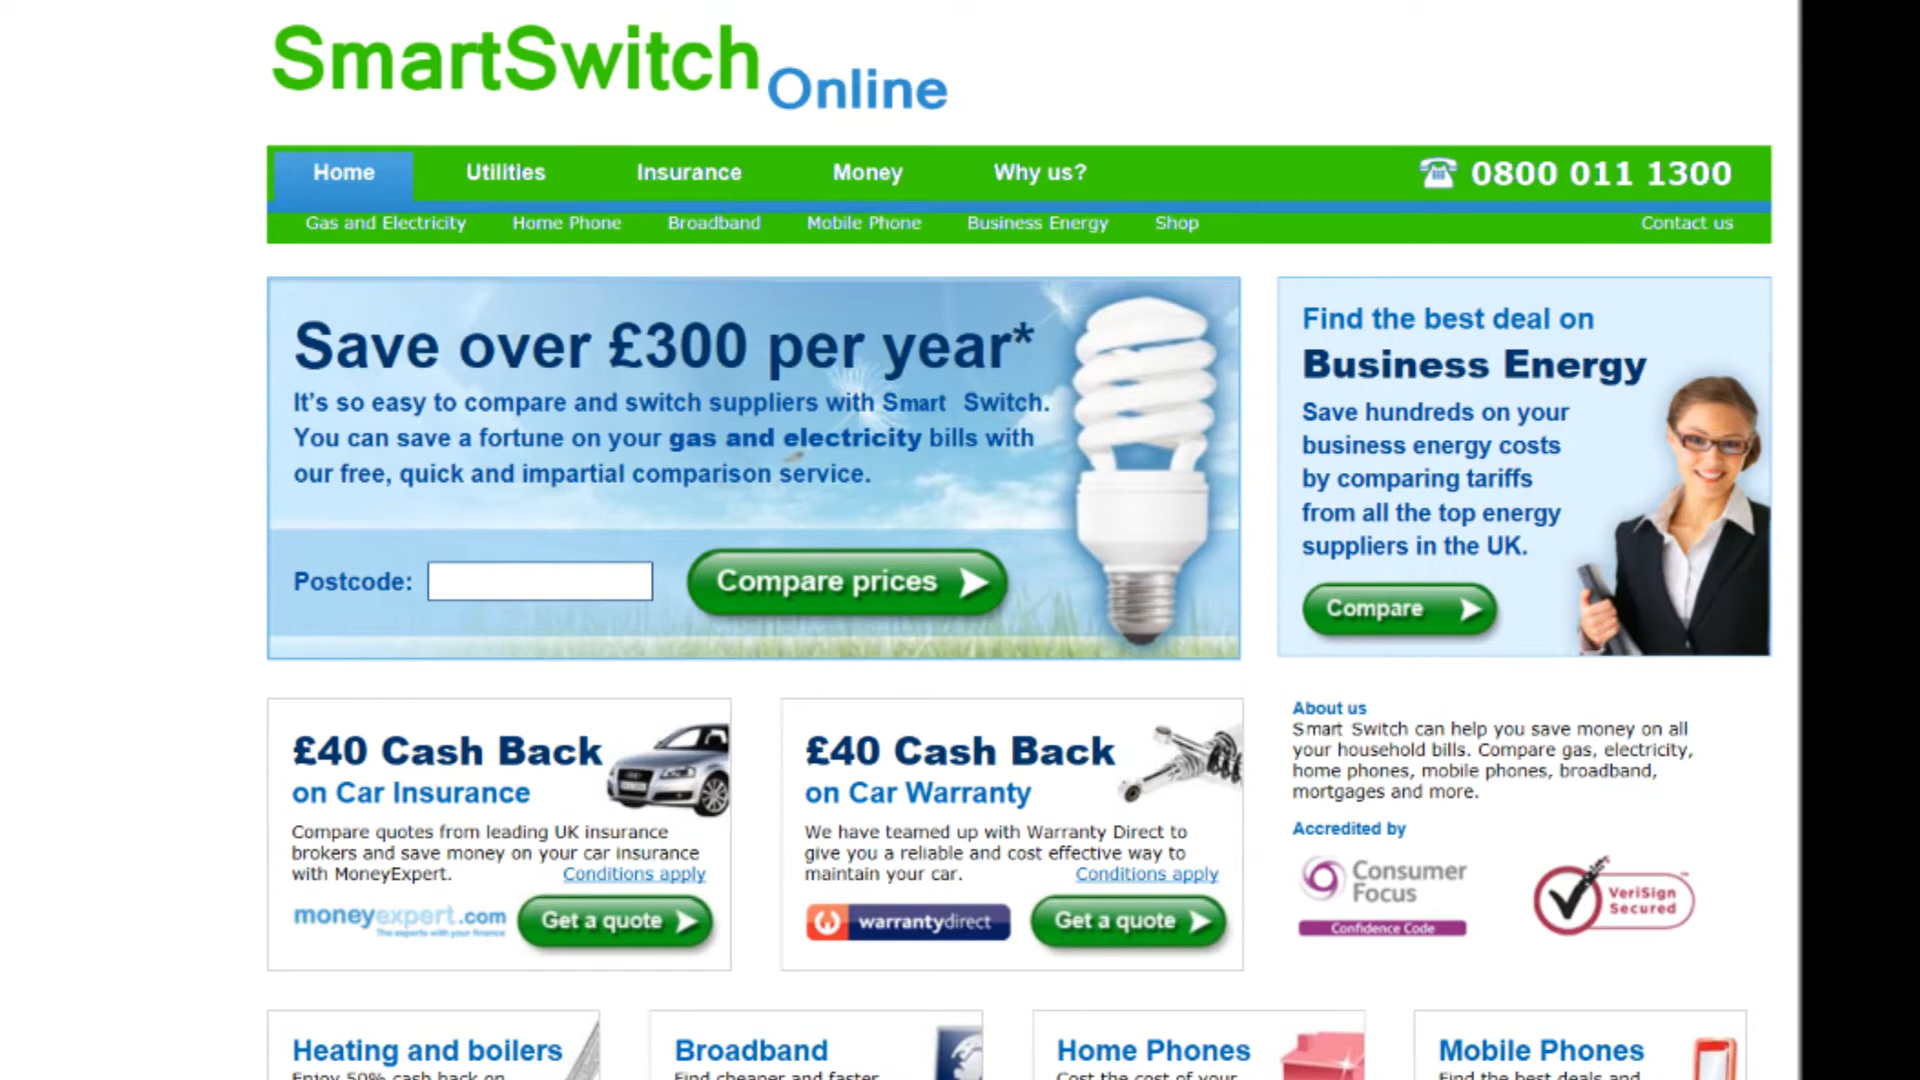 SmartSwitch Online
Home Utilities Insurance Money Why us? 0800 011 1300
Gas and Electricity Home Phone Broadband Mobile Phone Business Energy Shop Contact us
Save over £300 per year*
It's so easy to compare and switch suppliers with Smart Switch.
You can save a fortune on your gas and electricity bills with
our free, quick and impartial comparison service.
Postcode: Compare prices
Find the best deal on
Business Energy
Save hundreds on your
business energy costs
by comparing tariffs
from all the top energy
suppliers in the UK.
Compare
£40 Cash Back
on Car Insurance
Compare quotes from leading UK insurance
brokers and save money on your car insurance
with MoneyExpert. Conditions apply
moneyexpert.com
The experts with your finance
Get a quote
£40 Cash Back
on Car Warranty
We have teamed up with Warranty Direct to
give you a reliable and cost effective way to
maintain your car. Conditions apply
warrantydirect
Get a quote
About us
Smart Switch can help you save money on all
your household bills. Compare gas, electricity,
home phones, mobile phones, broadband,
mortgages and more.
Accredited by
Consumer
Focus
Confidence Code
VeriSign
Secured
Heating and boilers
Enjoy 50% cash back on
Broadband
Find cheaper and faster
Home Phones
Cost the cost of your
Mobile Phones
Find the best deals and